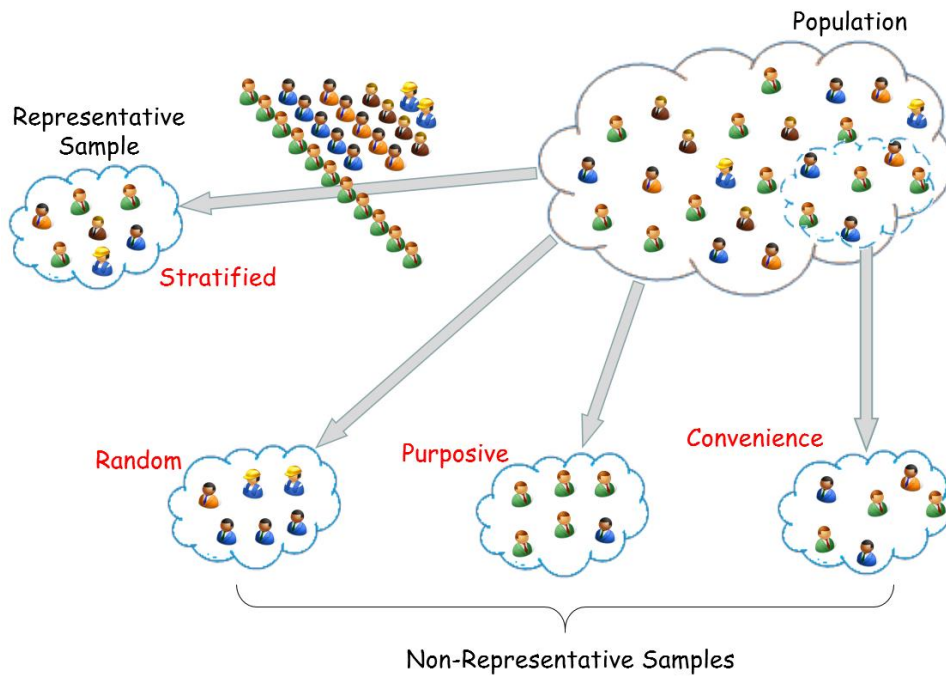 Population
Representative
Sample
Stratified
Random
Purposive
Convenience
Non-Representative Samples